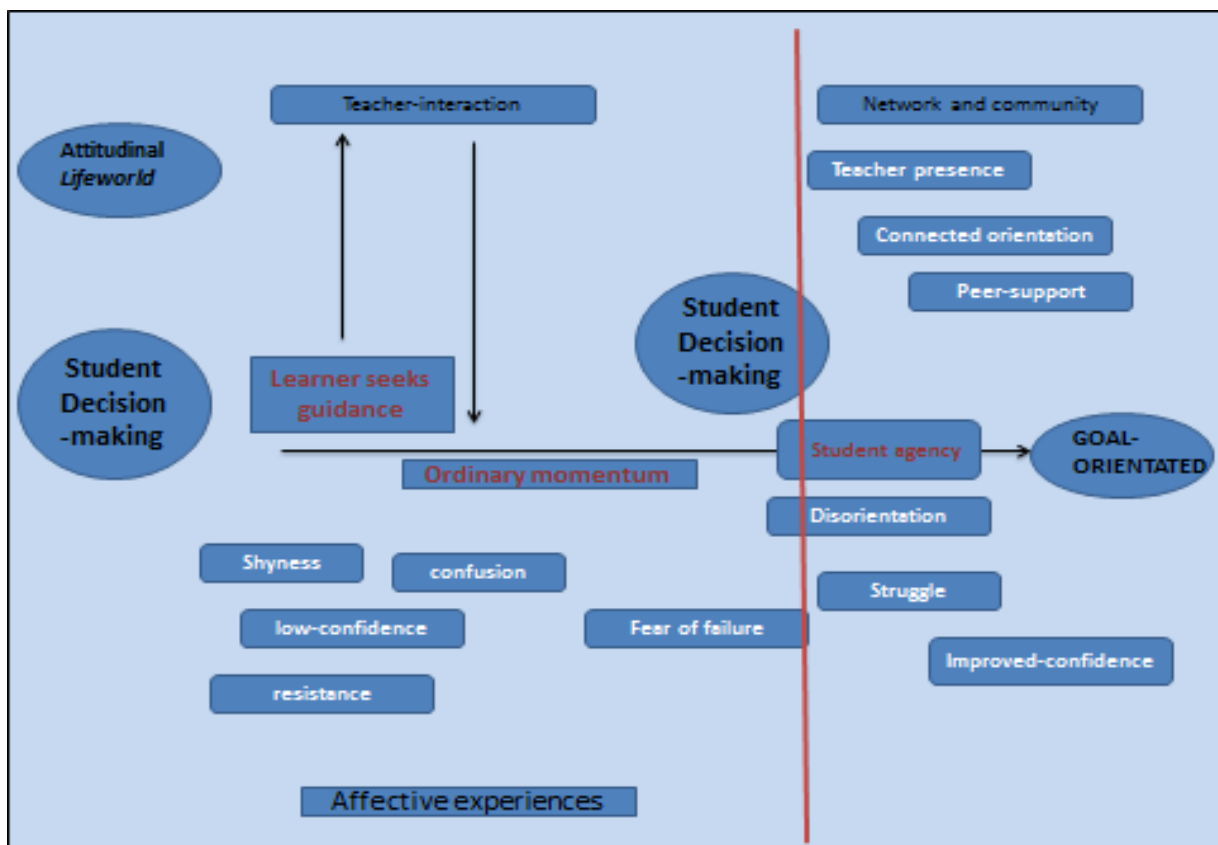 Teacher-interaction
Network and community
Attitudinal
Lifeworld
Teacher presence
Connected orientation
Peer-support
Student
Decision
-making
Student
Decision
-making
Learner seeks
guidance
Student agency
GOAL-
ORIENTATED
Ordinary momentum
Disorientation
Shyness
confusion
Struggle
low-confidence
Fear of failure
Improved-confidence
resistance
Affective experiences